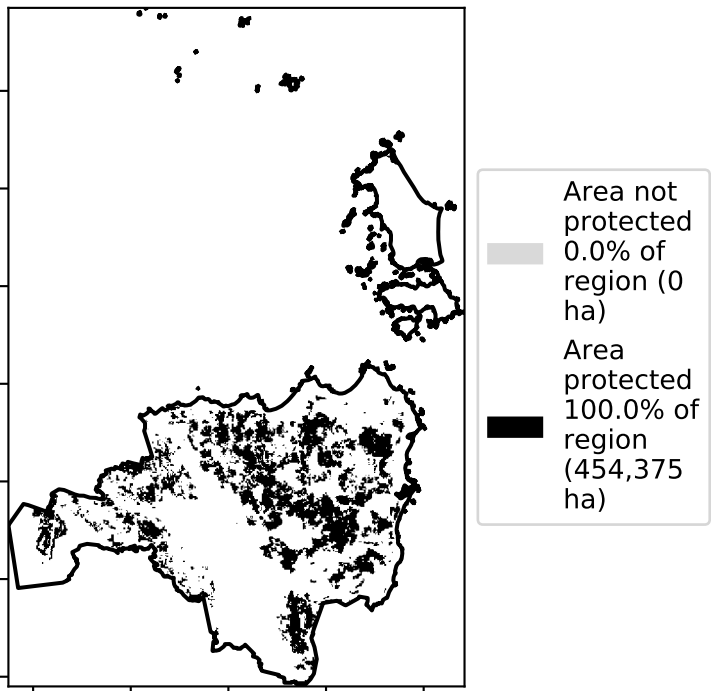 Area not
protected
0.0% of
region (0
ha)
Area
protected
100.0% of
region
(454,375
ha)